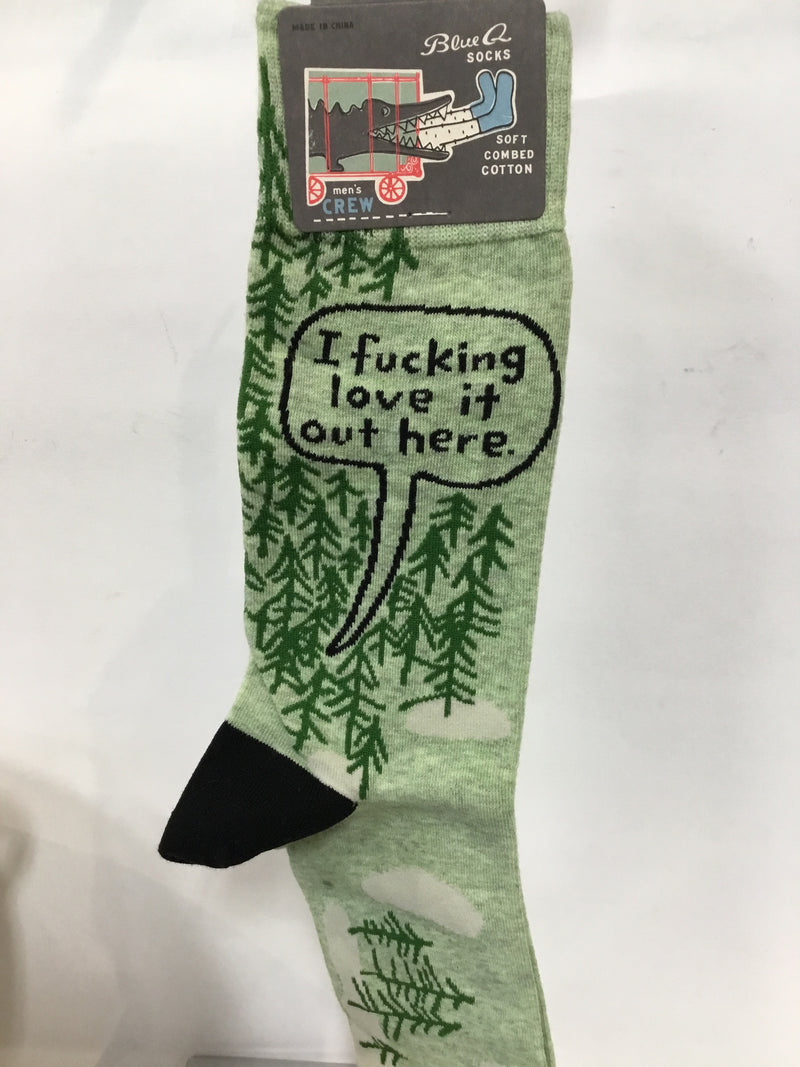 MADE IN CHINA
Blue Q
SOCKS
SOFT
COMBED
COTTON
men's
CREW
I fucking
love it
out here.